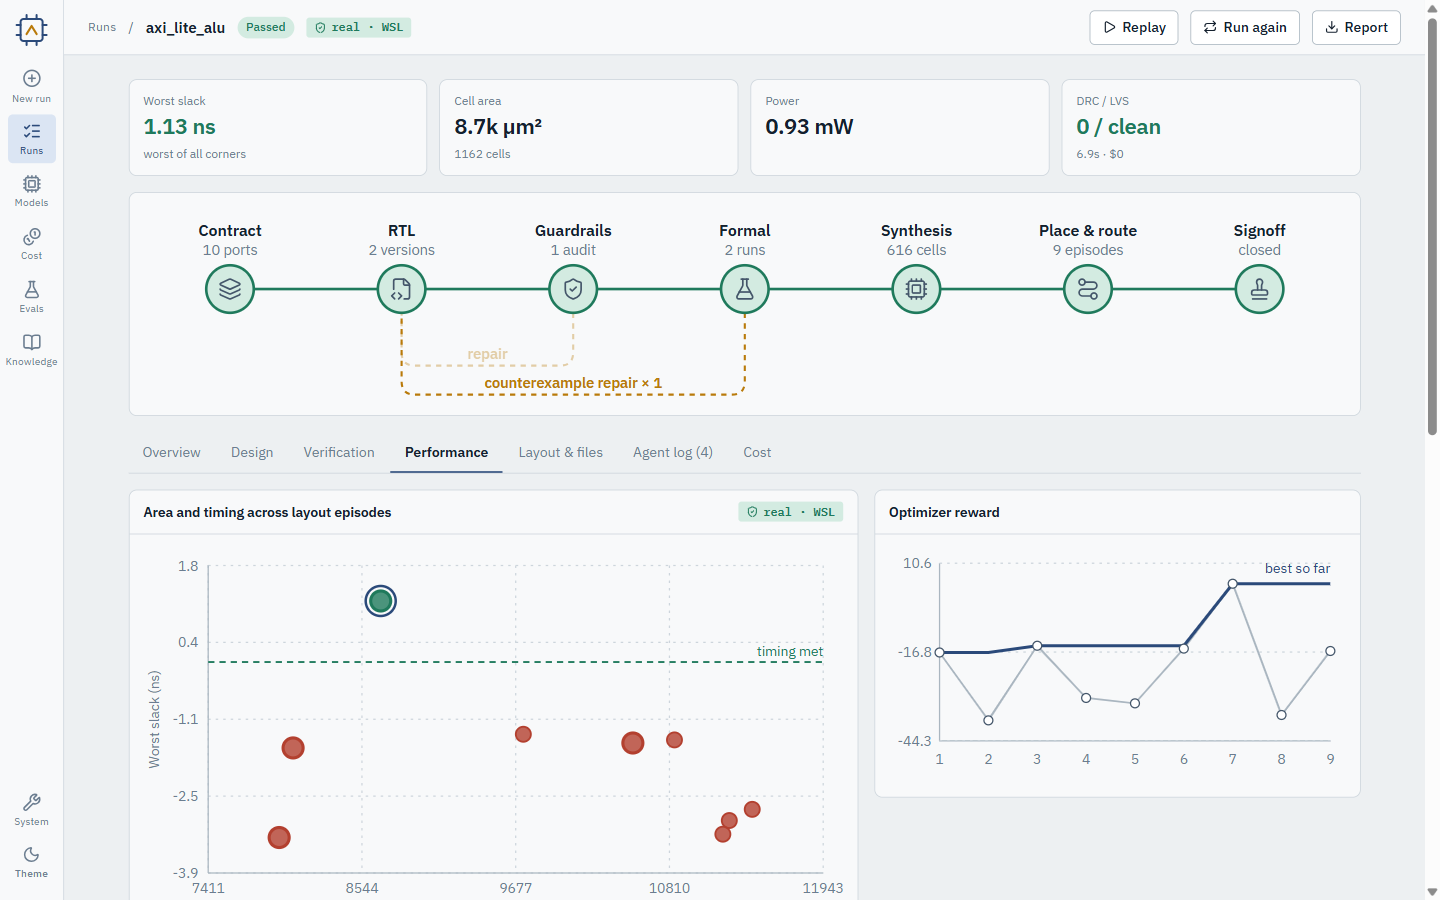 Runs / axi_lite_alu Passed real · WSL Replay Run again Report
New run
Runs
Models
Cost
Evals
Knowledge
System
Theme
Worst slack
1.13 ns
worst of all corners
Cell area
8.7k µm²
1162 cells
Power
0.93 mW
DRC / LVS
0 / clean
6.9s · $0
Contract
10 ports
RTL
2 versions
Guardrails
1 audit
Formal
2 runs
Synthesis
616 cells
Place & route
9 episodes
Signoff
closed
repair
counterexample repair × 1
Overview Design Verification Performance Layout & files Agent log (4) Cost
Area and timing across layout episodes real · WSL
1.8
0.4
timing met
-1.1
-2.5
-3.9
Worst slack (ns)
7411 8544 9677 10810 11943
Optimizer reward
10.6
best so far
-16.8
-44.3
1 2 3 4 5 6 7 8 9